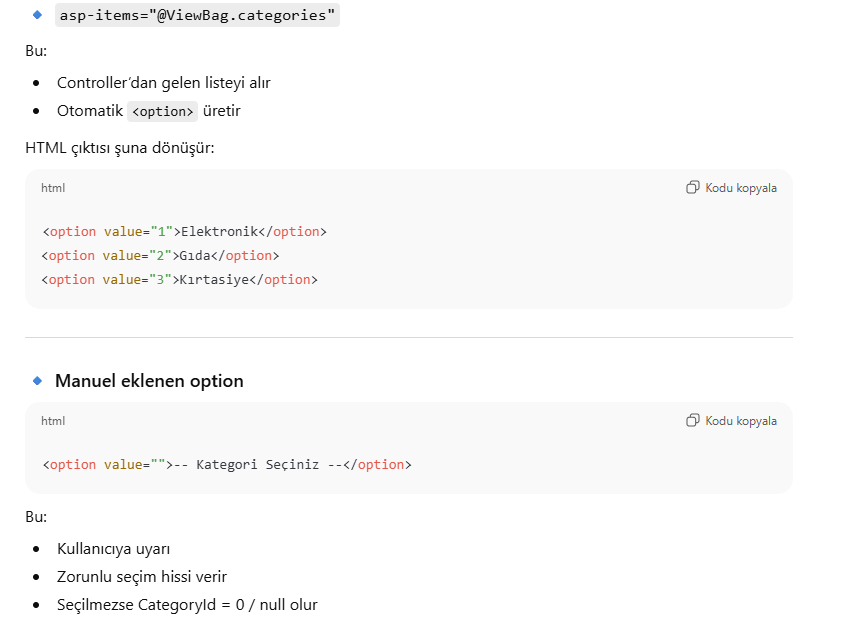 asp-items="@ViewBag.categories"
Bu:
Controller’dan gelen listeyi alır
Otomatik <option> üretir
HTML çıktısı şuna dönüşür:
html
Kodu kopyala
<option value="1">Elektronik</option>
<option value="2">Gıda</option>
<option value="3">Kırtasiye</option>
Manuel eklenen option
html
Kodu kopyala
<option value="">-- Kategori Seçiniz --</option>
Bu:
Kullanıcıya uyarı
Zorunlu seçim hissi verir
Seçilmezse CategoryId = 0 / null olur